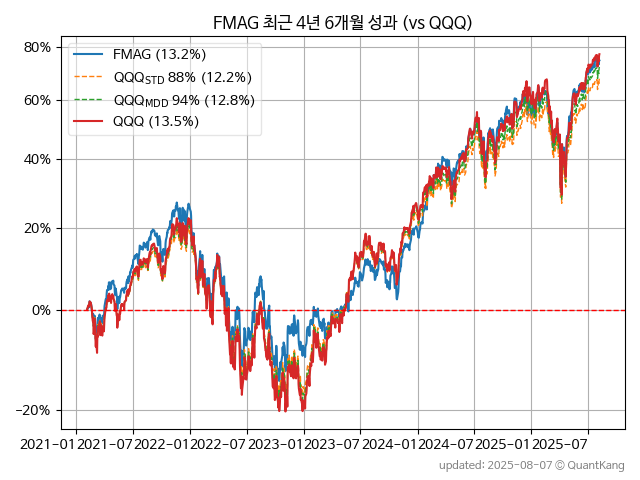 FMAG 최근 4년 6개월 성과 (vs QQQ)
FMAG (13.2%)
QQQSTD 88% (12.2%)
QQQMDD 94% (12.8%)
QQQ (13.5%)
80%
60%
40%
20%
0%
−20%
2021-01 2021-07 2022-01 2022-07 2023-01 2023-07 2024-01 2024-07 2025-01 2025-07
updated: 2025-08-07 © QuantKang